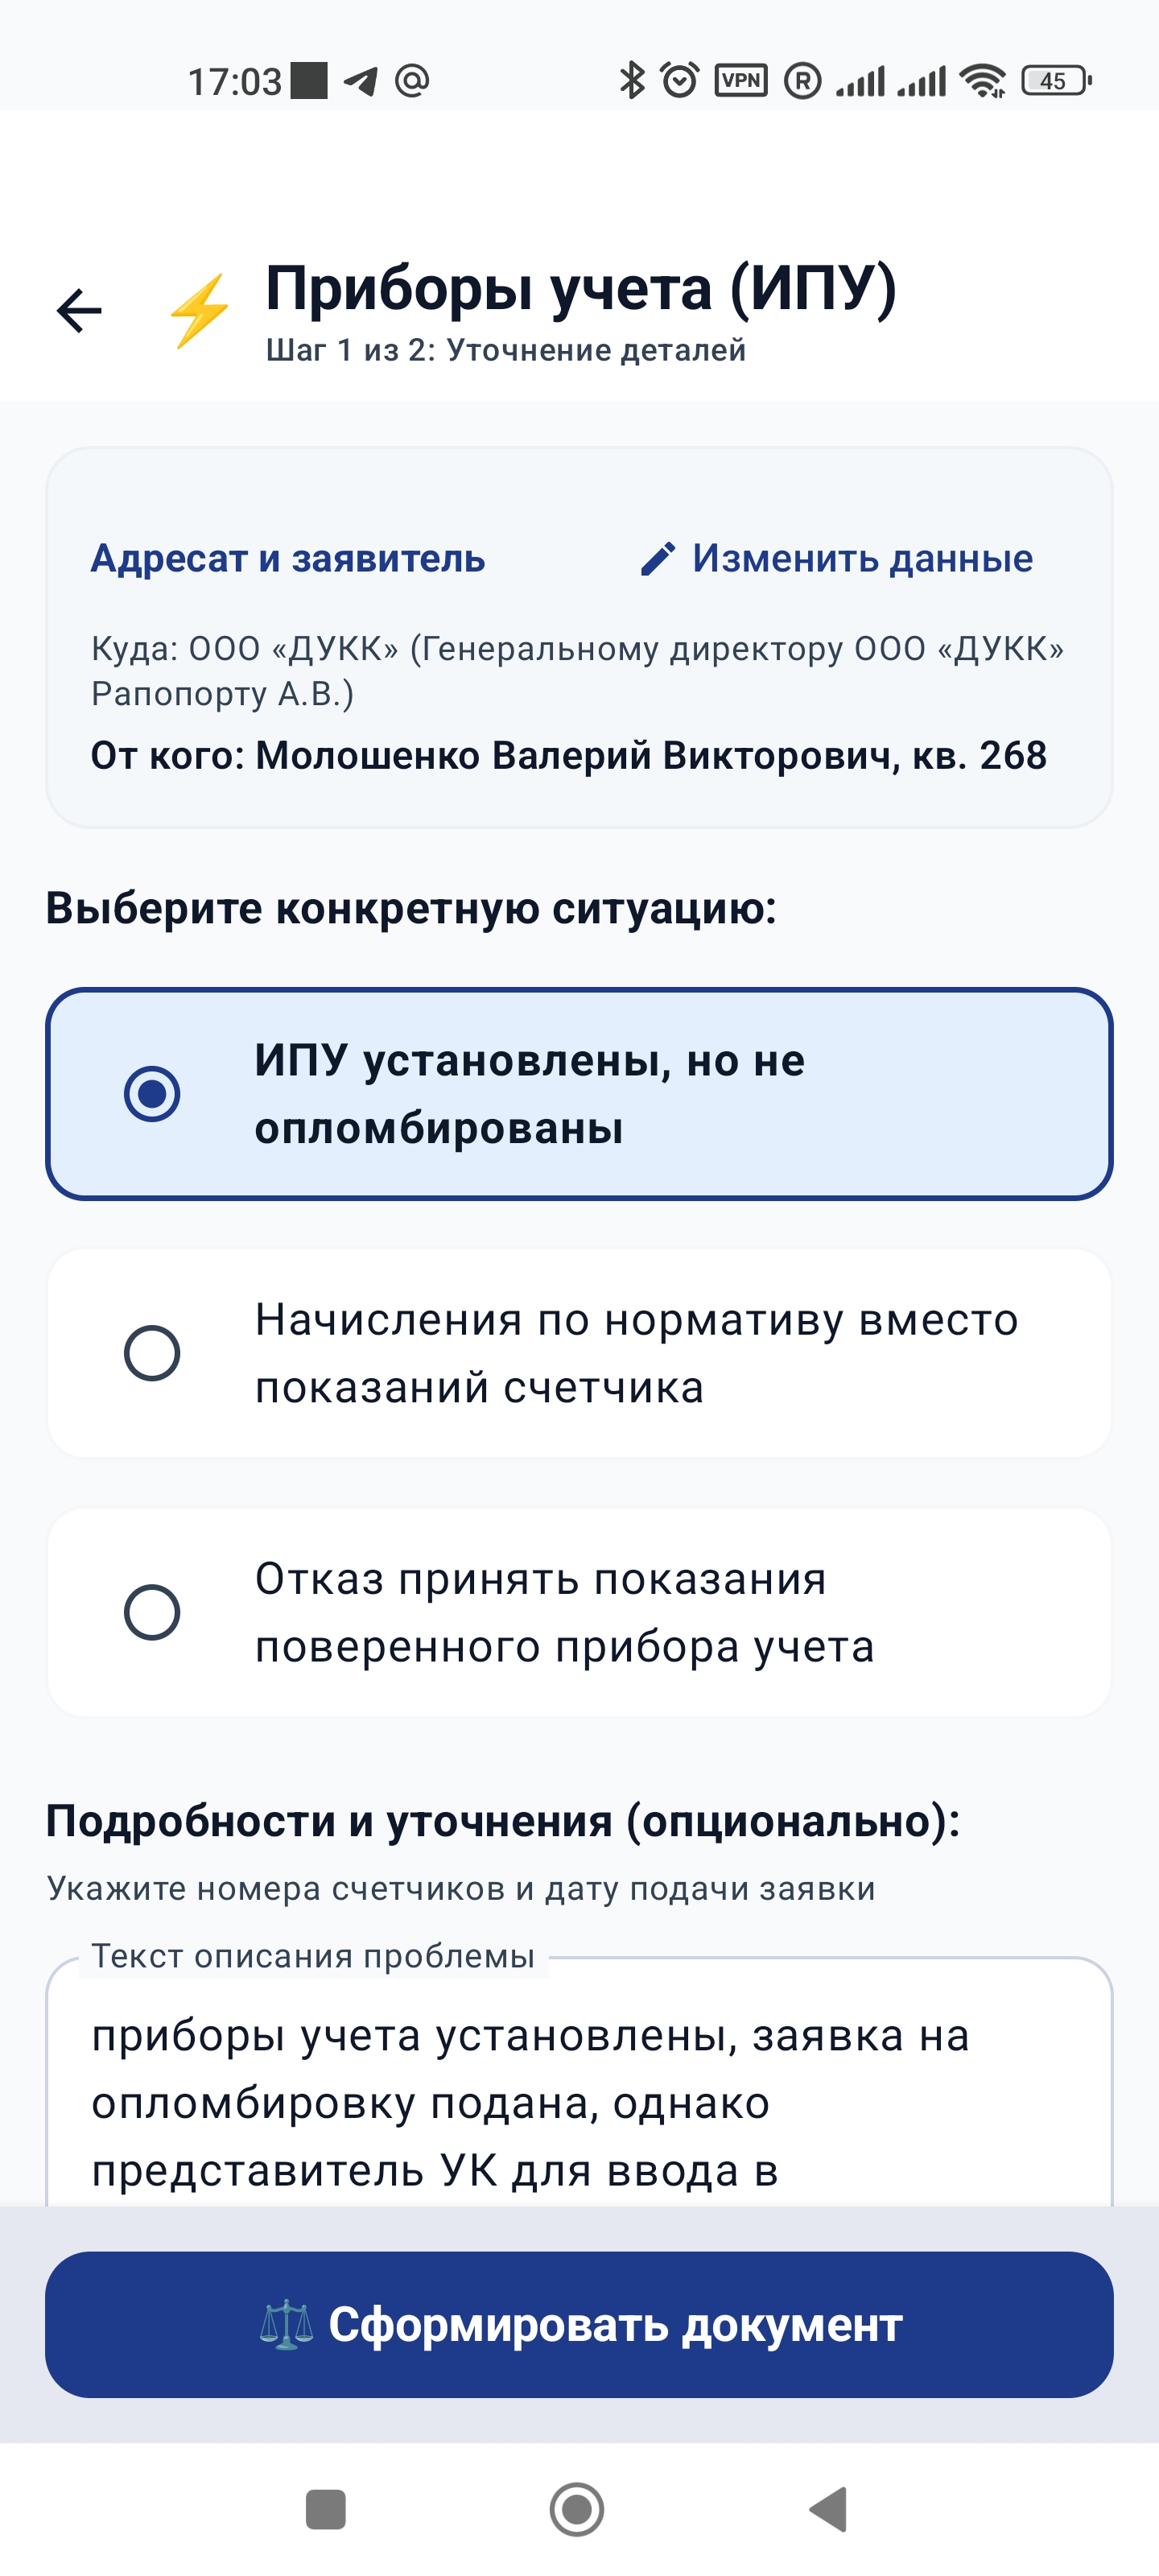 17:03
VPN
R
45
Приборы учета (ИПУ)
Шаг 1 из 2: Уточнение деталей
Адресат и заявитель
Изменить данные
Куда: ООО «ДУКК» (Генеральному директору ООО «ДУКК»
Рапопорту А.В.)
От кого: Молошенко Валерий Викторович, кв. 268
Выберите конкретную ситуацию:
ИПУ установлены, но не
опломбированы
Начисления по нормативу вместо
показаний счетчика
Отказ принять показания
поверенного прибора учета
Подробности и уточнения (опционально):
Укажите номера счетчиков и дату подачи заявки
Текст описания проблемы
приборы учета установлены, заявка на
опломбировку подана, однако
представитель УК для ввода в
Сформировать документ